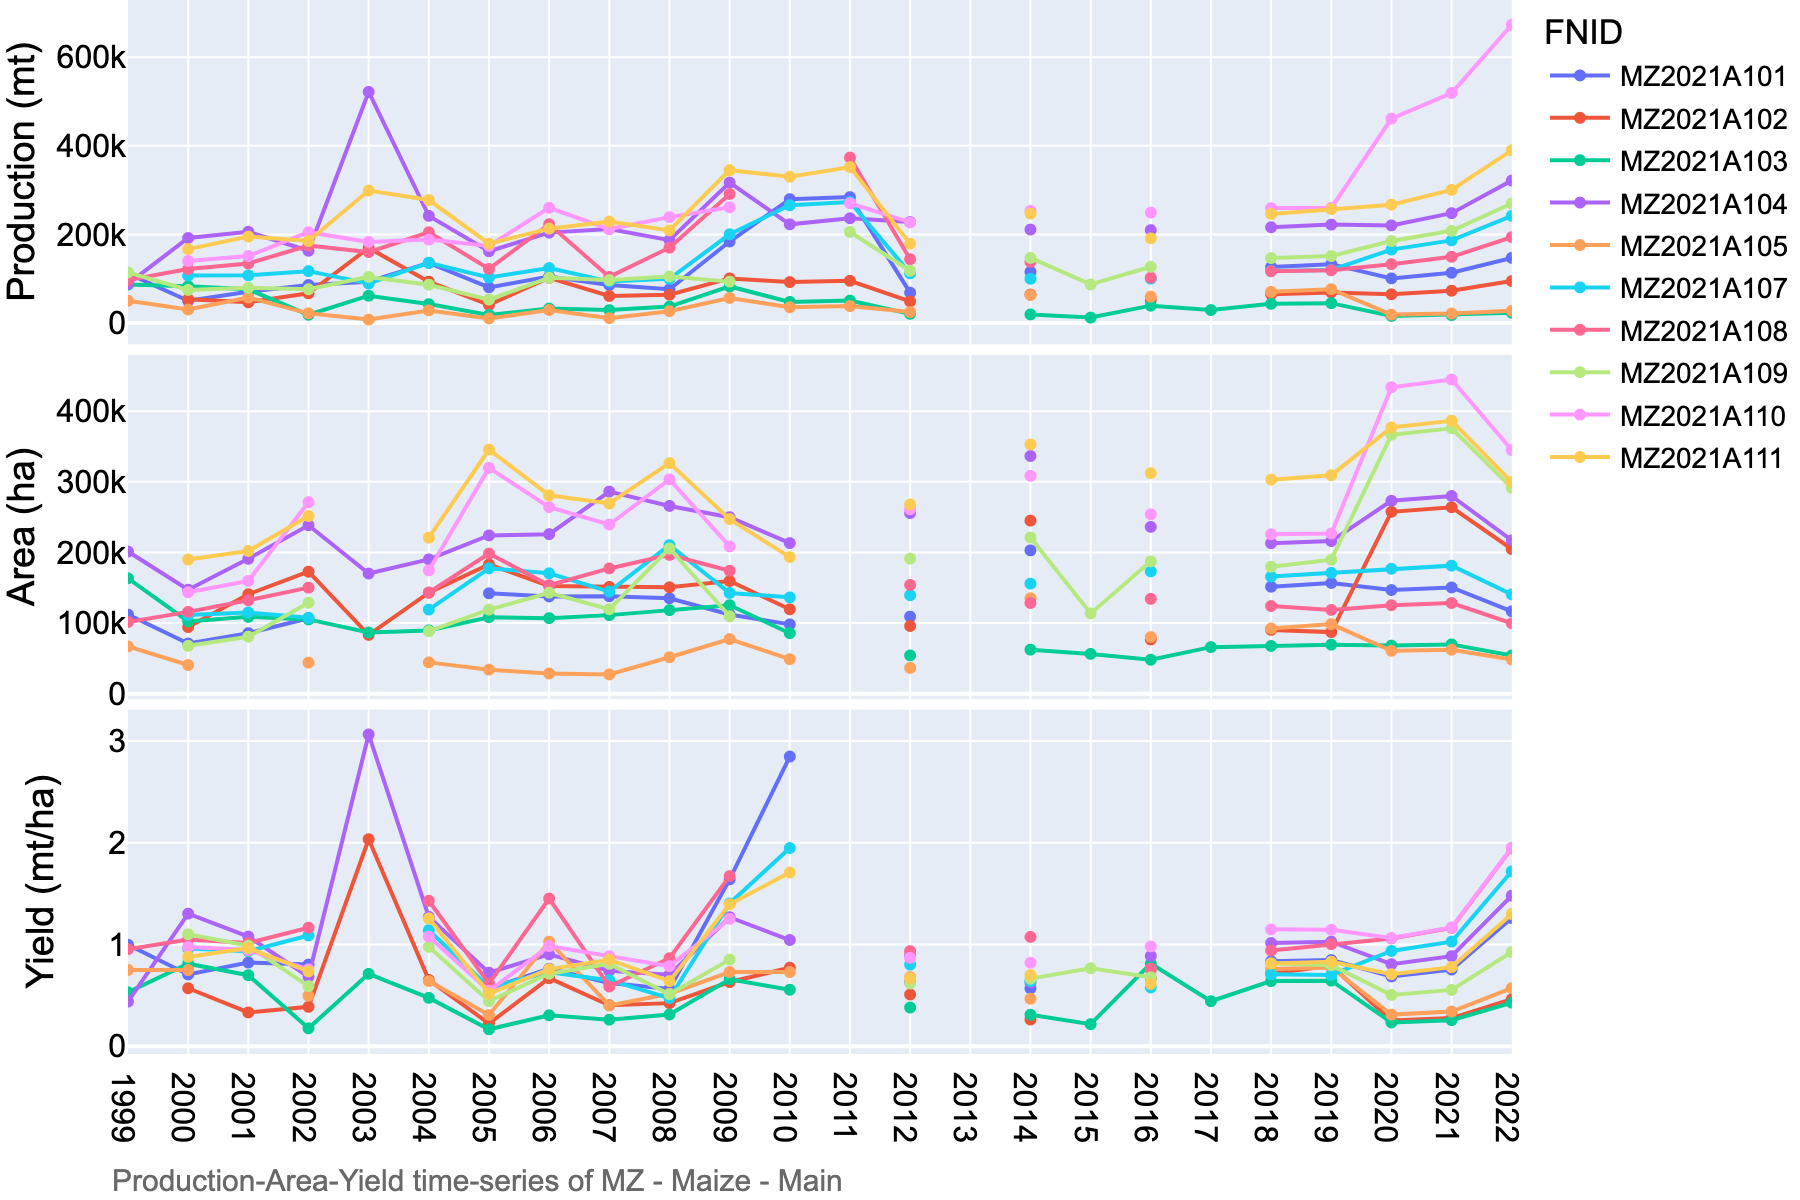 Production (mt)
600k
400k
200k
0
Area (ha)
400k
300k
200k
100k
0
Yield (mt/ha)
3
2
1
0
1999 2000 2001 2002 2003 2004 2005 2006 2007 2008 2009 2010 2011 2012 2013 2014 2015 2016 2017 2018 2019 2020 2021 2022
FNID
MZ2021A101
MZ2021A102
MZ2021A103
MZ2021A104
MZ2021A105
MZ2021A107
MZ2021A108
MZ2021A109
MZ2021A110
MZ2021A111
Production-Area-Yield time-series of MZ - Maize - Main